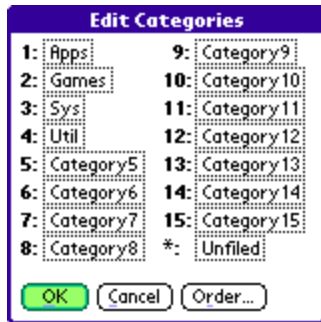 Edit Categories
1: Apps 9: Category9
2: Games 10: Category10
3: Sys 11: Category11
4: Util 12: Category12
5: Category5 13: Category13
6: Category6 14: Category14
7: Category7 15: Category15
8: Category8 *: Unfiled
OK Cancel Order...